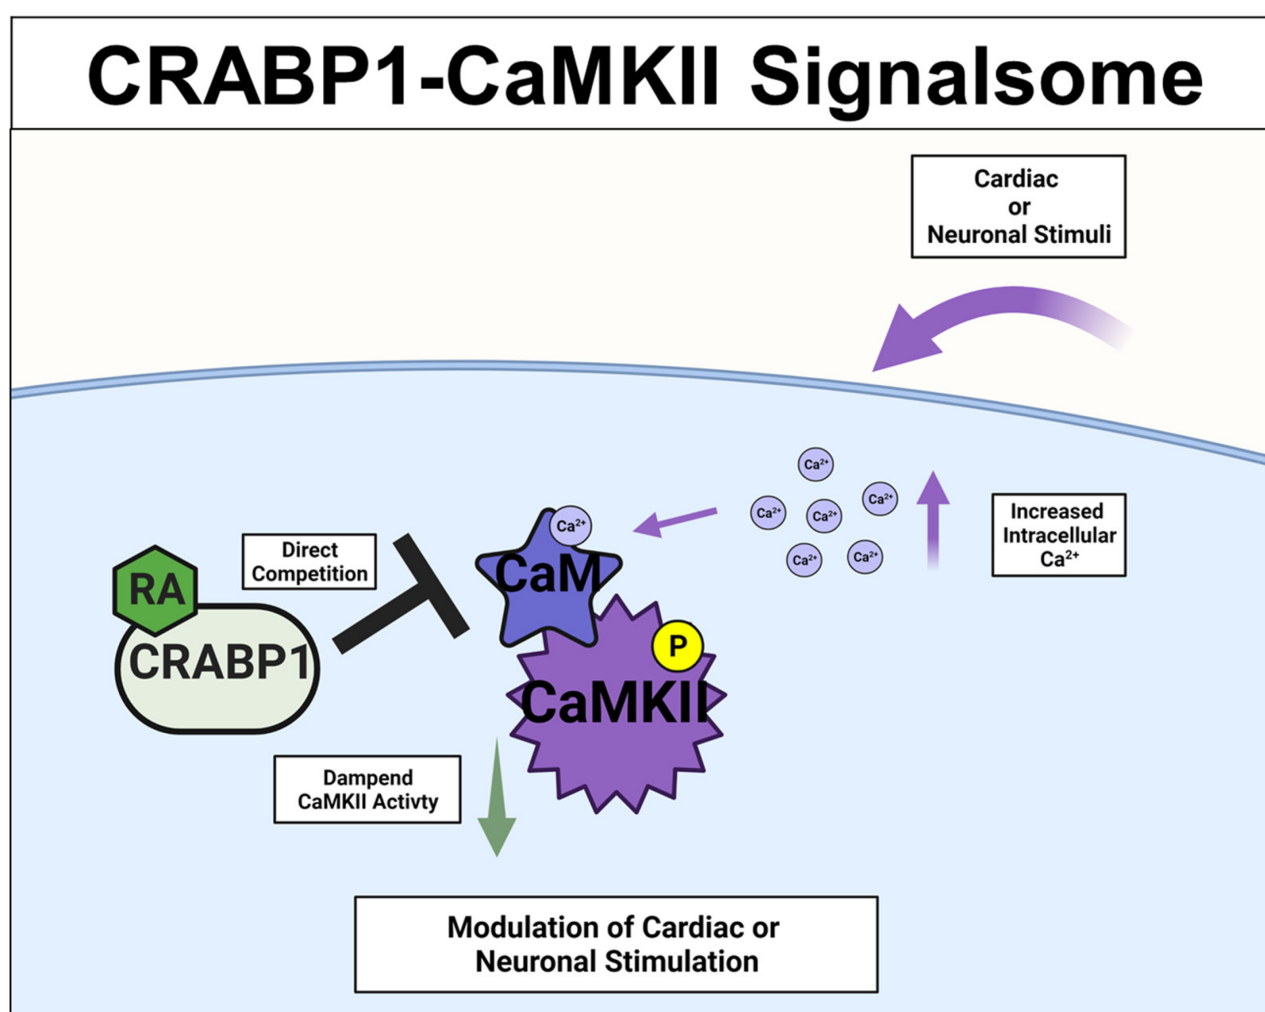 CRABP1-CaMKII Signalsome
Cardiac
or
Neuronal Stimuli
Ca²⁺
Ca²⁺
Ca²⁺
Ca²⁺
Ca²⁺
Ca²⁺
Increased
Intracellular
Ca²⁺
Ca²⁺
CaM
Direct
Competition
RA
CRABP1
P
CaMKII
Dampend
CaMKII Activty
Modulation of Cardiac or
Neuronal Stimulation